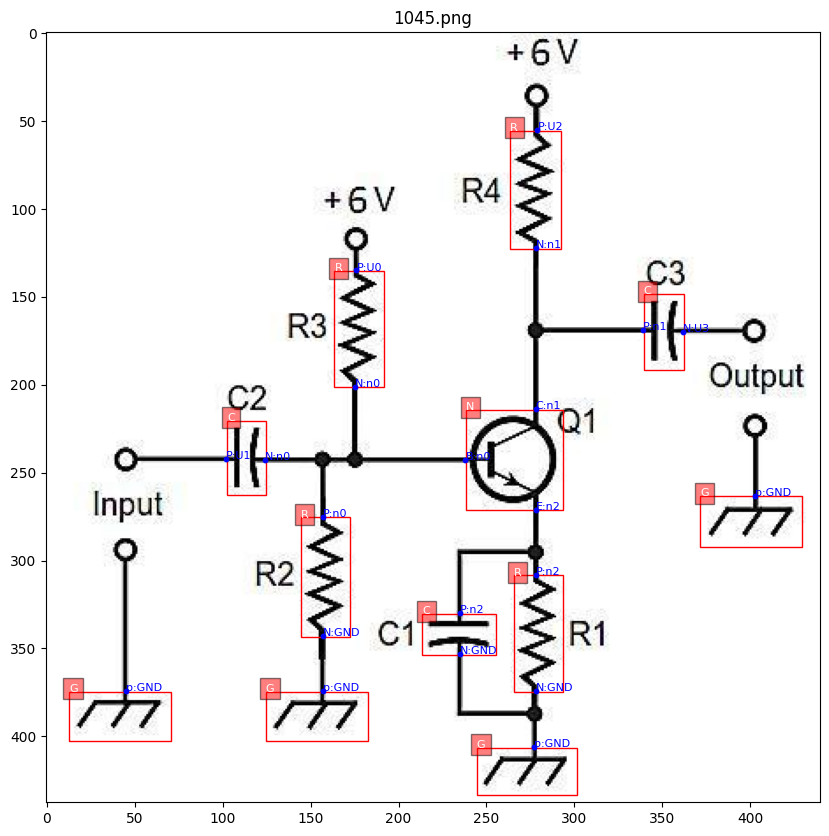 1045.png
0
50
100
150
200
250
300
350
400
0
50
100
150
200
250
300
350
400
+6V
R
P:U2
R4
N:n1
+6V
R
P:U0
R3
N:n0
C3
C
P:n1
N:U3
Output
C2
C
P:U1
N:n0
N
C:n1
Q1
E:n2
Input
G
p:GND
R
P:n0
R2
N:GND
G
p:GND
R
P:n2
R1
N:GND
C
P:n2
C1
N:GND
G
p:GND
G
p:GND